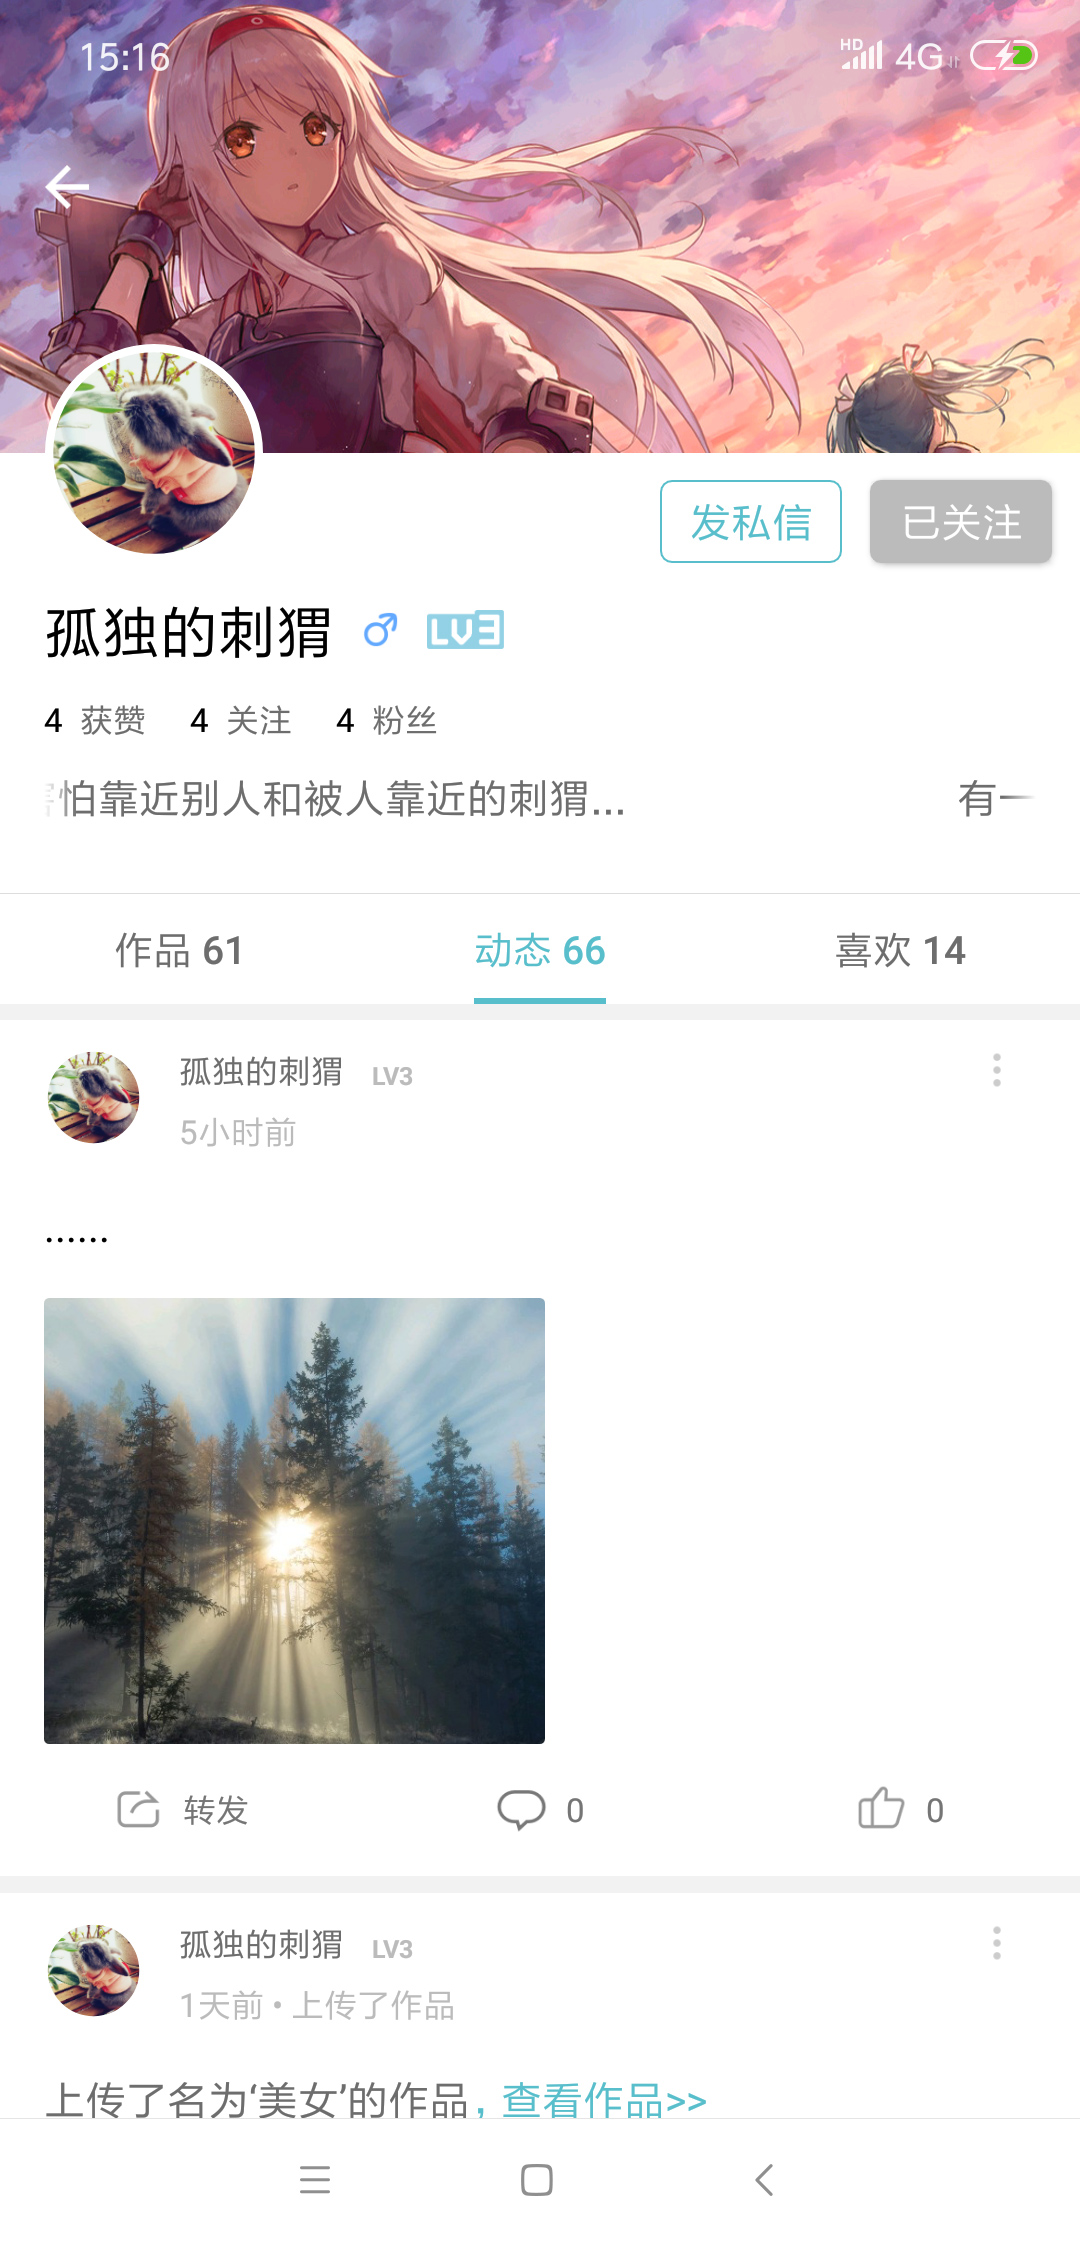 15:16
HD 4G
发私信
已关注
孤独的刺猬 LV3
4 获赞 4 关注 4 粉丝
怕靠近别人和被人靠近的刺猬... 有一
作品 61
动态 66
喜欢 14
孤独的刺猬 LV3
5小时前
......
转发
0
0
孤独的刺猬 LV3
1天前 • 上传了作品
上传了名为‘美女’的作品，查看作品>>